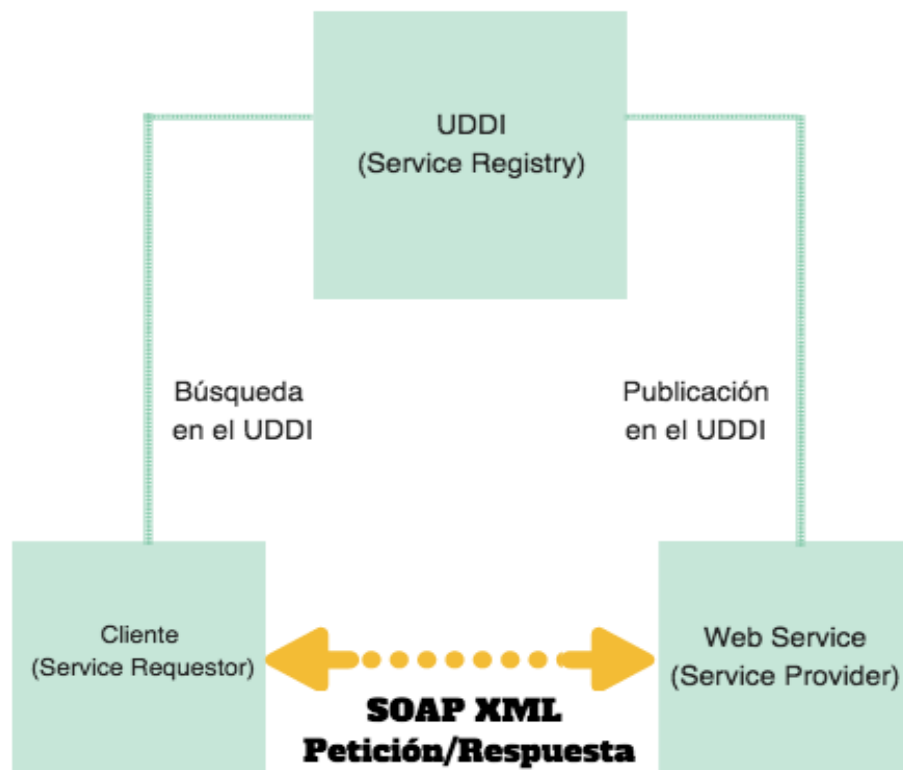 UDDI
(Service Registry)
Búsqueda
en el UDDI
Publicación
en el UDDI
Cliente
(Service Requestor)
Web Service
(Service Provider)
SOAP XML
Petición/Respuesta